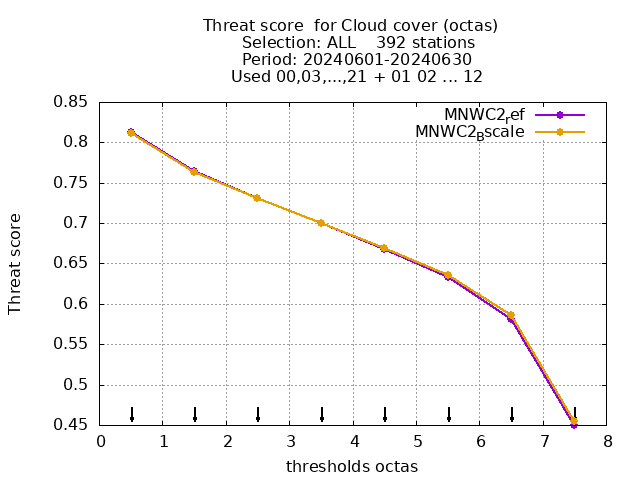 Threat score  for Cloud cover (octas)
Selection: ALL    392 stations
Period: 20240601-20240630
Used 00,03,...,21 + 01 02 ... 12
MNWC2ref
MNWC2Bscale
0.85
0.8
0.75
0.7
0.65
0.6
0.55
0.5
0.45
Threat score
0 1 2 3 4 5 6 7 8
thresholds octas